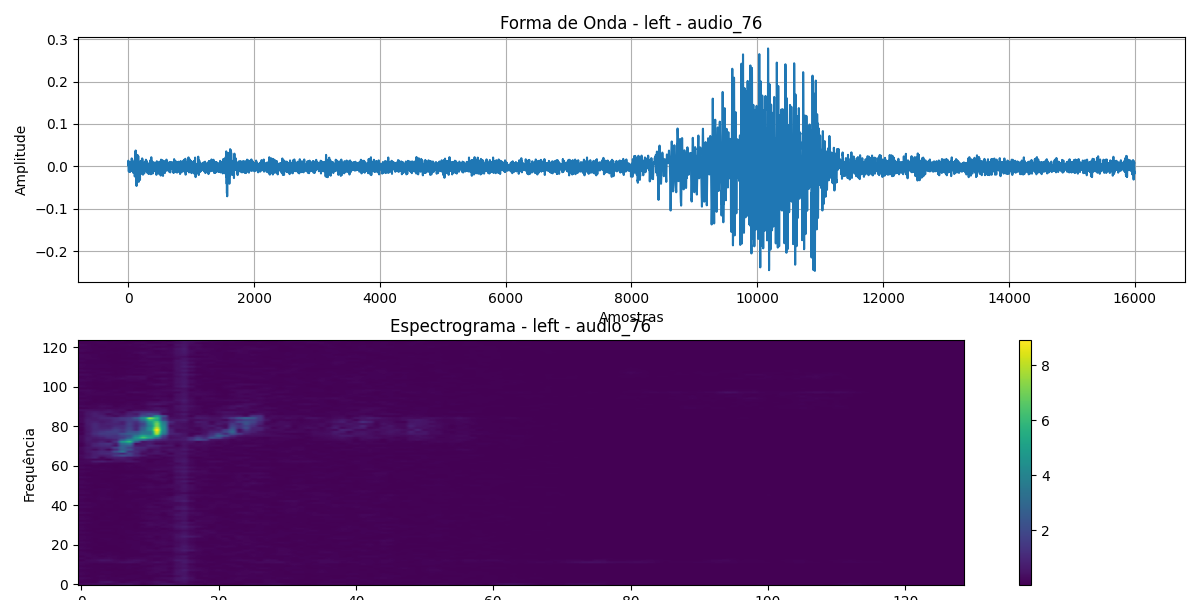 Forma de Onda - left - audio_76
0.3
0.2
0.1
0.0
−0.1
−0.2
Amplitude
0 2000 4000 6000 8000 10000 12000 14000 16000
Amostras
Espectrograma - left - audio_76
120
100
80
60
40
20
0
Frequência
0 20 40 60 80 100 120
8
6
4
2